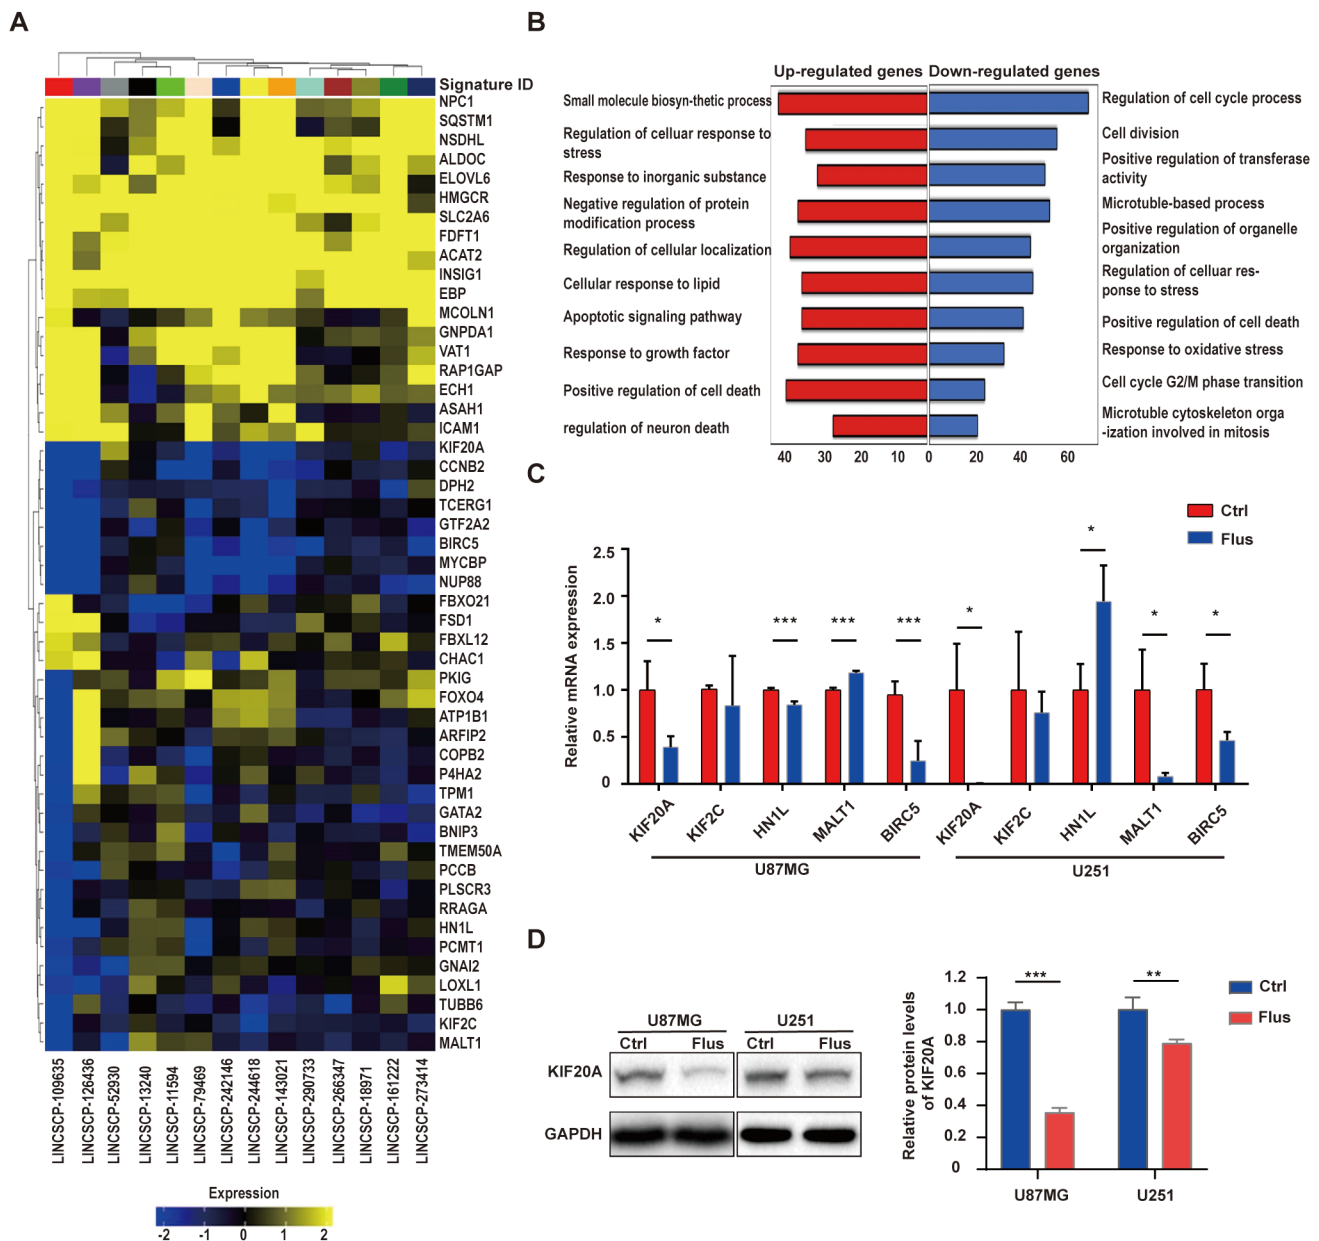 A
Signature ID
NPC1
SQSTM1
NSDHL
ALDOC
ELOVL6
HMGCR
SLC2A6
FDFT1
ACAT2
INSIG1
EBP
MCOLN1
GNPDA1
VAT1
RAP1GAP
ECH1
ASAH1
ICAM1
KIF20A
CCNB2
DPH2
TCERG1
GTF2A2
BIRC5
MYCBP
NUP88
FBXO21
FSD1
FBXL12
CHAC1
PKIG
FOXO4
ATP1B1
ARFIP2
COPB2
P4HA2
TPM1
GATA2
BNIP3
TMEM50A
PCCB
PLSCR3
RRAGA
HN1L
PCMT1
GNAI2
LOXL1
TUBB6
KIF2C
MALT1
LINCSCP-109635
LINCSCP-126436
LINCSCP-52930
LINCSCP-13240
LINCSCP-11594
LINCSCP-79469
LINCSCP-242146
LINCSCP-244618
LINCSCP-143021
LINCSCP-290733
LINCSCP-266347
LINCSCP-18971
LINCSCP-161222
LINCSCP-273414
Expression
-2 -1 0 1 2
B
Up-regulated genes Down-regulated genes
Small molecule biosyn-thetic process
Regulation of celluar response to
stress
Response to inorganic substance
Negative regulation of protein
modification process
Regulation of cellular localization
Cellular response to lipid
Apoptotic signaling pathway
Response to growth factor
Positive regulation of cell death
regulation of neuron death
Regulation of cell cycle process
Cell division
Positive regulation of transferase
activity
Microtuble-based process
Positive regulation of organelle
organization
Regulation of celluar res-
ponse to stress
Positive regulation of cell death
Response to oxidative stress
Cell cycle G2/M phase transition
Microtuble cytoskeleton orga
-ization involved in mitosis
40 30 20 10 0 20 40 60
C
Ctrl
Flus
Relative mRNA expression
2.5
2.0
1.5
1.0
0.5
0
* *** *** *** * * * *
KIF20A KIF2C HN1L MALT1 BIRC5 KIF20A KIF2C HN1L MALT1 BIRC5
U87MG U251
D
U87MG U251
Ctrl Flus Ctrl Flus
KIF20A
GAPDH
Relative protein levels
of KIF20A
1.2
1.0
0.8
0.6
0.4
0.2
0
*** **
Ctrl
Flus
U87MG U251